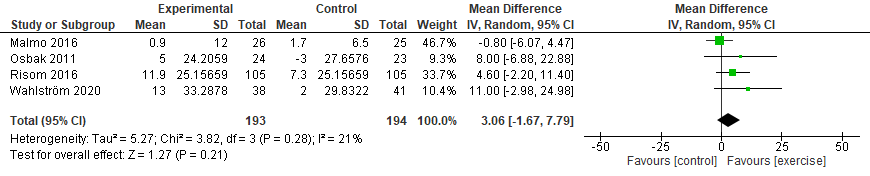 Experimental Control Mean Difference Mean Difference
Study or Subgroup Mean SD Total Mean SD Total Weight IV, Random, 95% CI IV, Random, 95% CI
Malmo 2016 0.9 12 26 1.7 6.5 25 46.7% -0.80 [-6.07, 4.47]
Osbak 2011 5 24.2059 24 -3 27.6576 23 9.3% 8.00 [-6.88, 22.88]
Risom 2016 11.9 25.15659 105 7.3 25.15659 105 33.7% 4.60 [-2.20, 11.40]
Wahlström 2020 13 33.2878 38 2 29.8322 41 10.4% 11.00 [-2.98, 24.98]
Total (95% CI) 193 194 100.0% 3.06 [-1.67, 7.79]
Heterogeneity: Tau² = 5.27; Chi² = 3.82, df = 3 (P = 0.28); I² = 21%
Test for overall effect: Z = 1.27 (P = 0.21)
-50 -25 0 25 50
Favours [control] Favours [exercise]